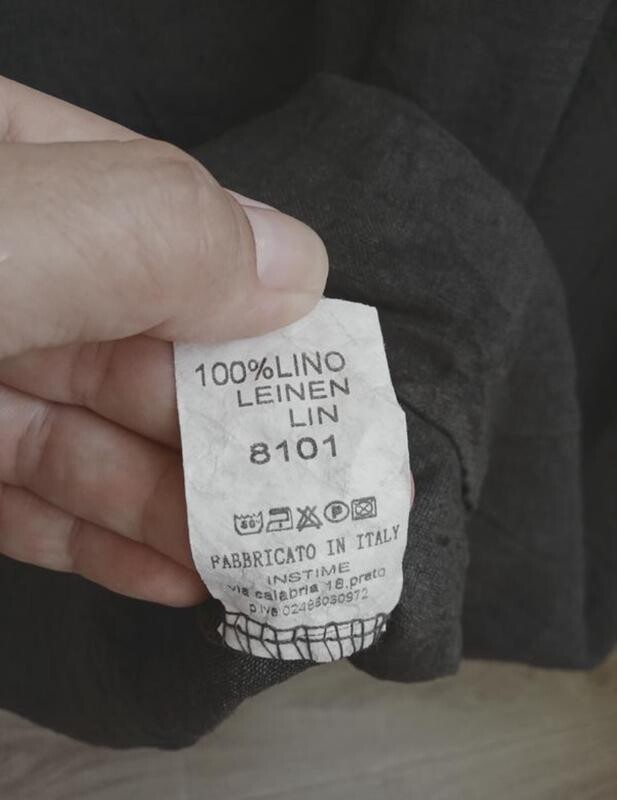 100%LINO
LEINEN
LIN
8101
FABBRICATO IN ITALY
INSTIME
via calabria 18,prato
p.iva 02486030972